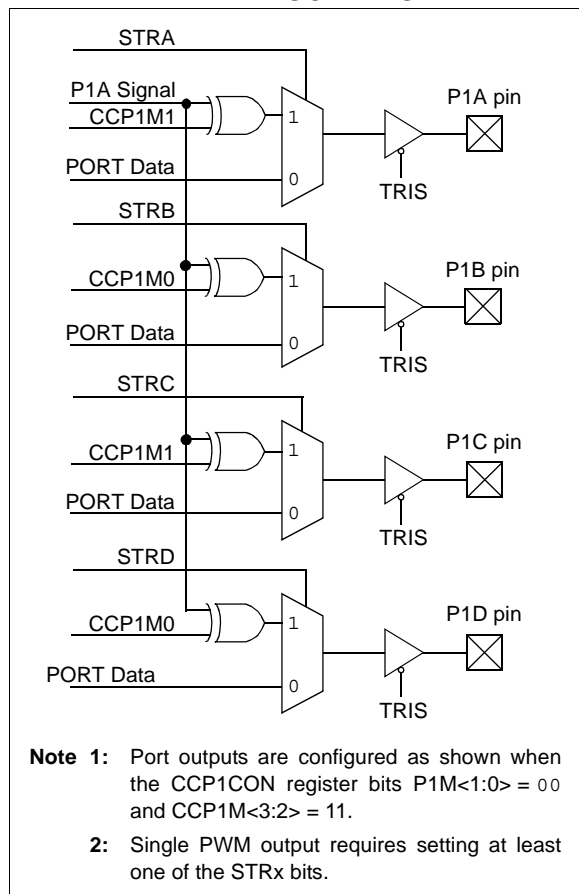 STRA
P1A Signal
P1A pin
CCP1M1
1
PORT Data
0
TRIS
STRB
P1B pin
CCP1M0
1
PORT Data
0
TRIS
STRC
P1C pin
CCP1M1
1
PORT Data
0
TRIS
STRD
P1D pin
CCP1M0
1
PORT Data
0
TRIS
Note 1: Port outputs are configured as shown when
the CCP1CON register bits P1M<1:0> = 00
and CCP1M<3:2> = 11.
2: Single PWM output requires setting at least
one of the STRx bits.